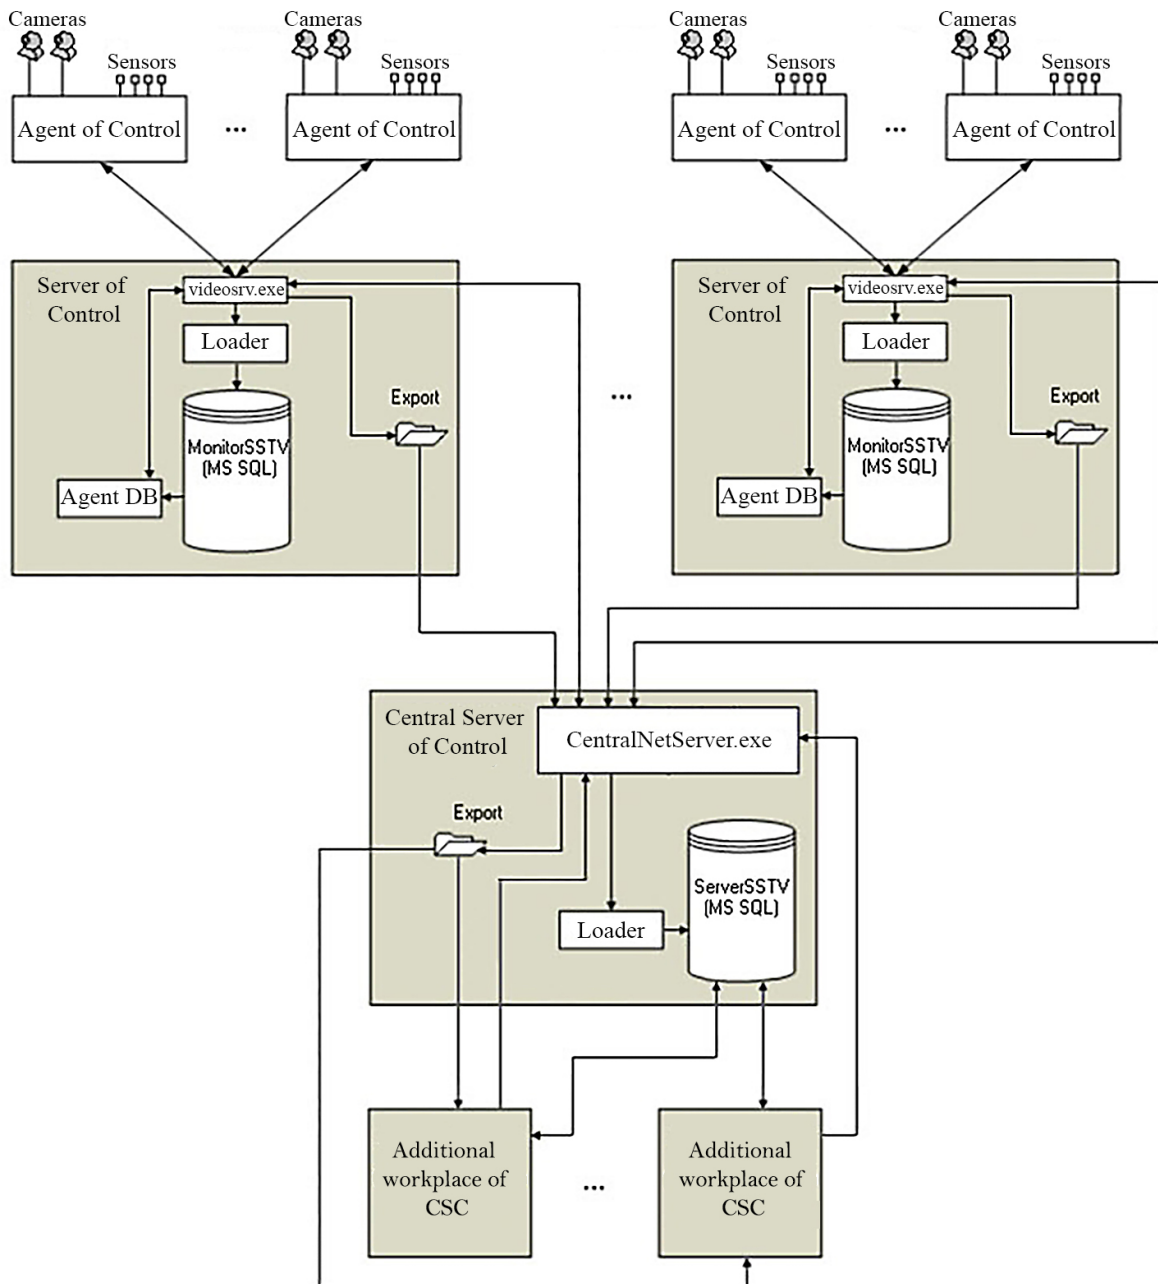 Cameras
Sensors
Agent of Control
...
Cameras
Sensors
Agent of Control
Cameras
Sensors
Agent of Control
...
Cameras
Sensors
Agent of Control
Server of
Control
videosrv.exe
Loader
MonitorSSTV
(MS SQL)
Agent DB
Export
...
Server of
Control
videosrv.exe
Loader
MonitorSSTV
(MS SQL)
Agent DB
Export
Central Server
of Control
CentralNetServer.exe
Export
Loader
ServerSSTV
(MS SQL)
Additional
workplace of
CSC
...
Additional
workplace of
CSC